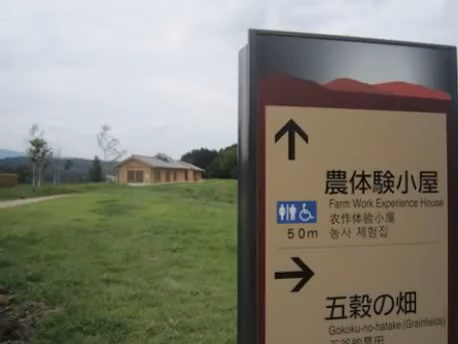 農体験小屋
Farm Work Experience House
农作体验小屋
50m 농사 체험집
五穀の畑
Gokoku-no-hatake (Grainfields)